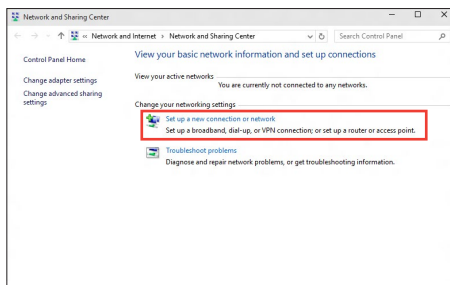 Network and Sharing Center
« Network and Internet › Network and Sharing Center
Search Control Panel
Control Panel Home
Change adapter settings
Change advanced sharing
settings
View your basic network information and set up connections
View your active networks
You are currently not connected to any networks.
Change your networking settings
Set up a new connection or network
Set up a broadband, dial-up, or VPN connection; or set up a router or access point.
Troubleshoot problems
Diagnose and repair network problems, or get troubleshooting information.